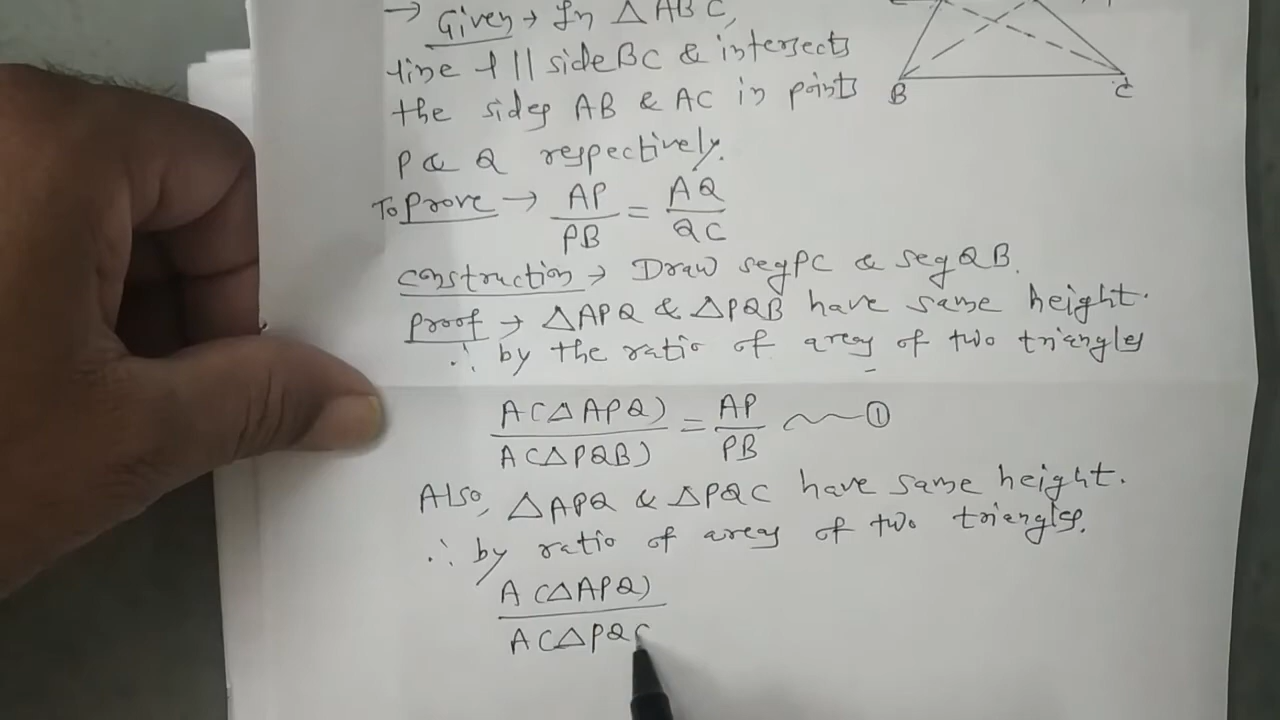 → Given → In △ABC,
line l || side BC & intersects
the sides AB & AC in points
P & Q respectively.
To Prove → AP/PB = AQ/QC
construction → Draw seg PC & seg QB.
Proof → △APQ & △PQB have same height.
∴ by the ratio of areas of two triangles
A(△APQ)/A(△PQB) = AP/PB ~ ①
Also, △APQ & △PQC have same height.
∴ by ratio of areas of two triangles.
A(△APQ)/A(△PQC
B
C